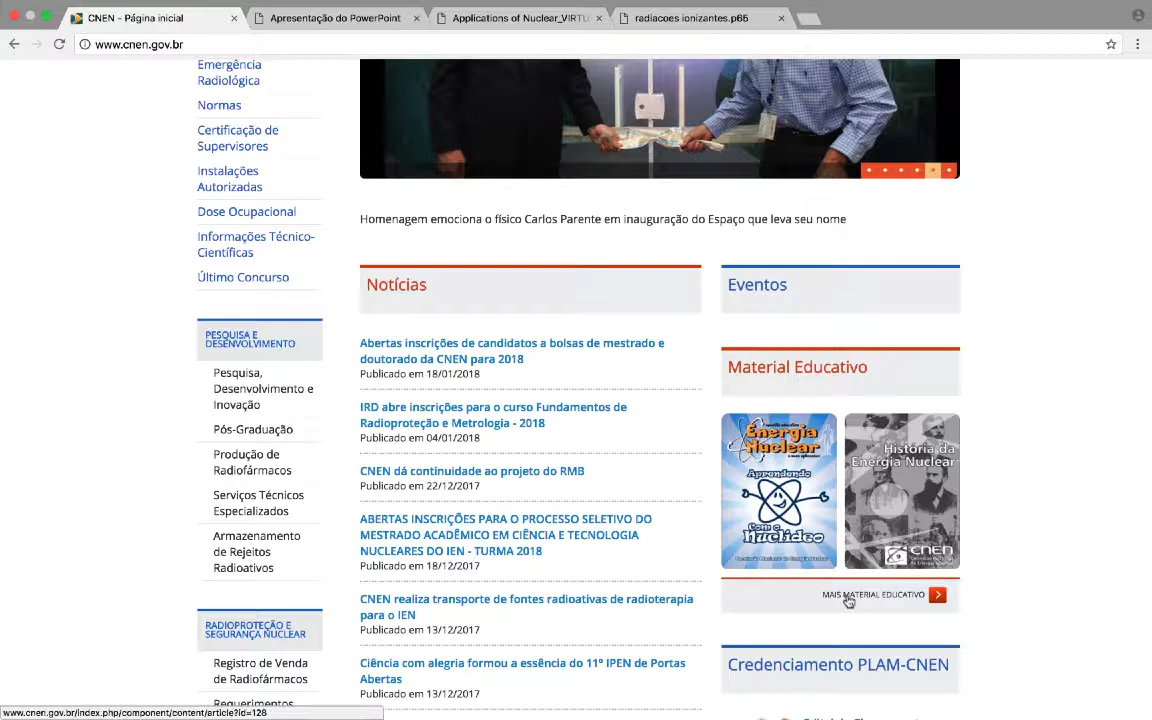 CNEN - Página inicial
Apresentação do PowerPoint
Applications of Nuclear_VIRTU
radiacoes ionizantes.p65
www.cnen.gov.br
Emergência
Radiológica
Normas
Certificação de
Supervisores
Instalações
Autorizadas
Dose Ocupacional
Informações Técnico-
Científicas
Último Concurso
PESQUISA E
DESENVOLVIMENTO
Pesquisa,
Desenvolvimento e
Inovação
Pós-Graduação
Produção de
Radiofármacos
Serviços Técnicos
Especializados
Armazenamento
de Rejeitos
Radioativos
RADIOPROTEÇÃO E
SEGURANÇA NUCLEAR
Registro de Venda
de Radiofármacos
Requerimentos
Homenagem emociona o físico Carlos Parente em inauguração do Espaço que leva seu nome
Notícias
Abertas inscrições de candidatos a bolsas de mestrado e
doutorado da CNEN para 2018
Publicado em 18/01/2018
IRD abre inscrições para o curso Fundamentos de
Radioproteção e Metrologia - 2018
Publicado em 04/01/2018
CNEN dá continuidade ao projeto do RMB
Publicado em 22/12/2017
ABERTAS INSCRIÇÕES PARA O PROCESSO SELETIVO DO
MESTRADO ACADÊMICO EM CIÊNCIA E TECNOLOGIA
NUCLEARES DO IEN - TURMA 2018
Publicado em 18/12/2017
CNEN realiza transporte de fontes radioativas de radioterapia
para o IEN
Publicado em 13/12/2017
Ciência com alegria formou a essência do 11º IPEN de Portas
Abertas
Publicado em 13/12/2017
Eventos
Material Educativo
Energia
Nuclear
Aprendendo
Com o
Nuclídeo
História da
Energia Nuclear
CNEN
MAIS MATERIAL EDUCATIVO
Credenciamento PLAM-CNEN
www.cnen.gov.br/index.php/component/content/article?id=128